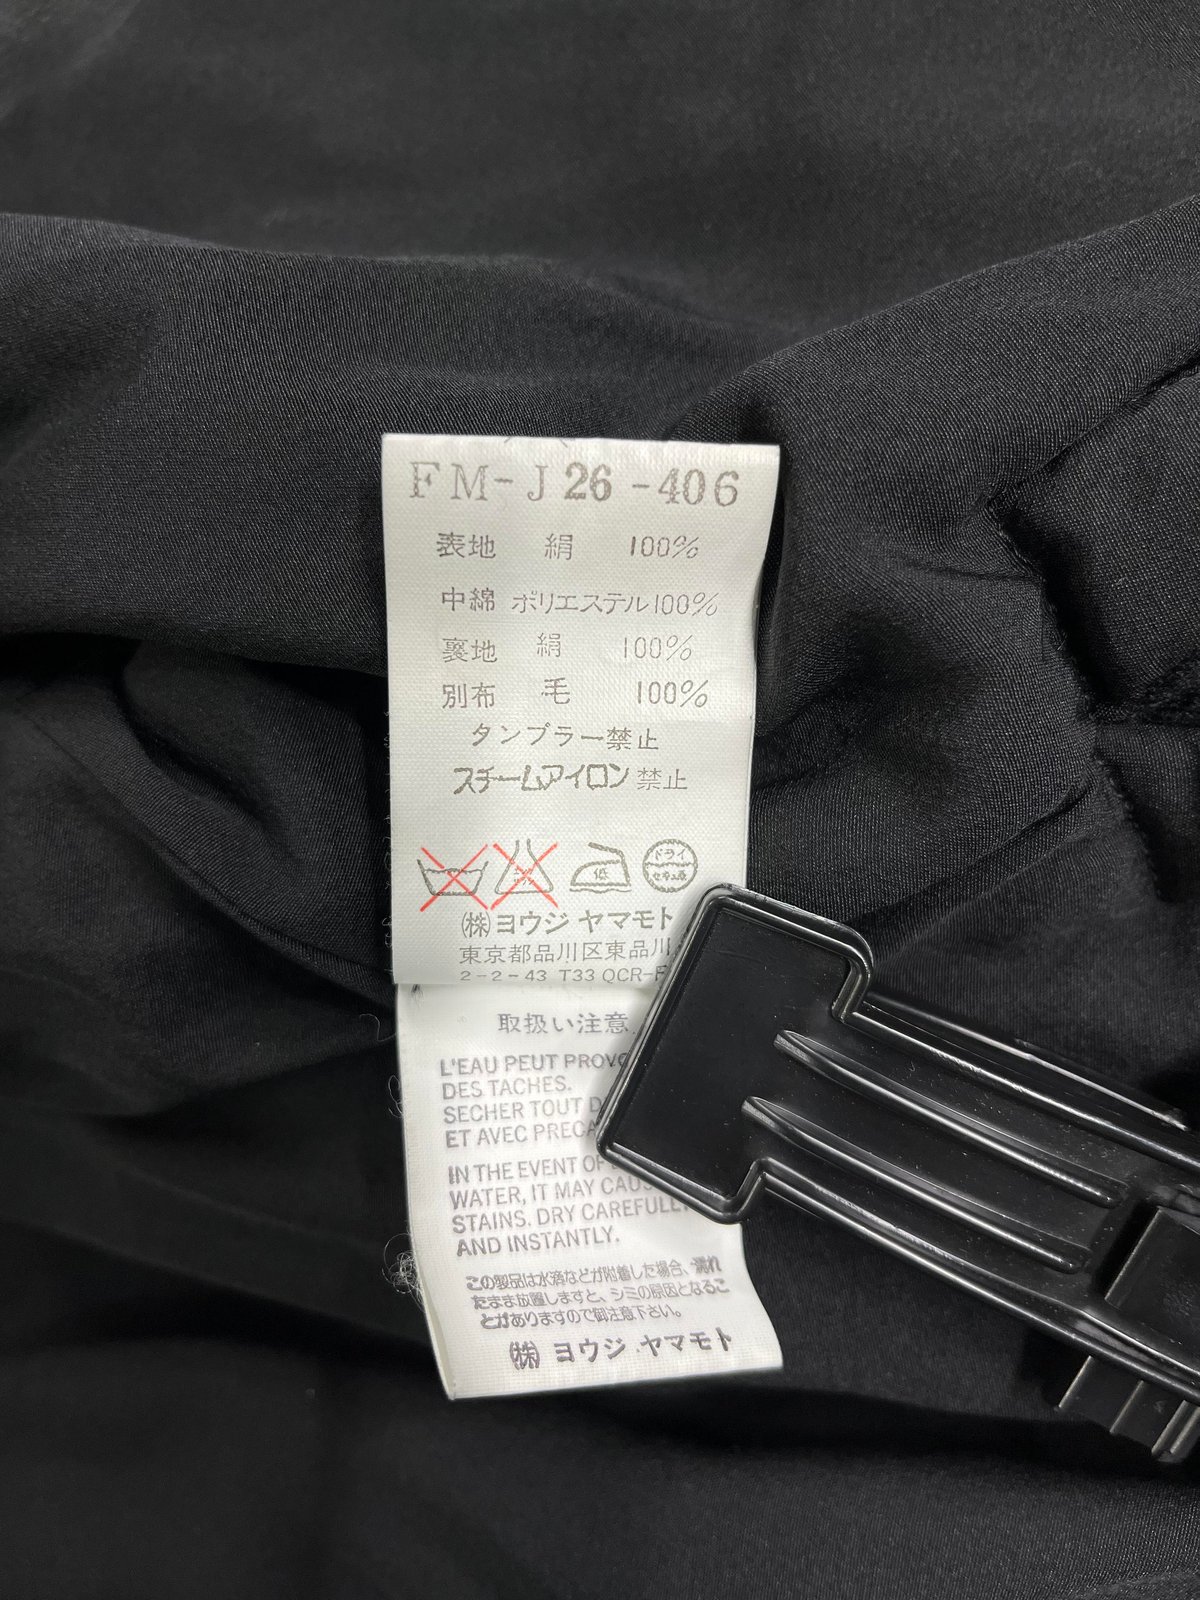 FM-J26-406
表地 絹 100%
中綿 ポリエステル100%
裏地 絹 100%
別布 毛 100%
タンブラー禁止
スチームアイロン禁止
低
ドライ
セキユ系
(株)ヨウジ ヤマモト
東京都品川区東品川
2-2-43 T33 QCR-F
取扱い注意
L'EAU PEUT
DES TACHES.
SECHER TOUT
ET AVEC
IN THE EVENT OF
WATER, IT MAY
STAINS. DRY
AND INSTANTLY.
この製品は水滴などが附着した場合、濡れ
たまま放置しますと、シミの原因となるこ
とがありますので御注意下さい。
(株) ヨウジ ヤマモト